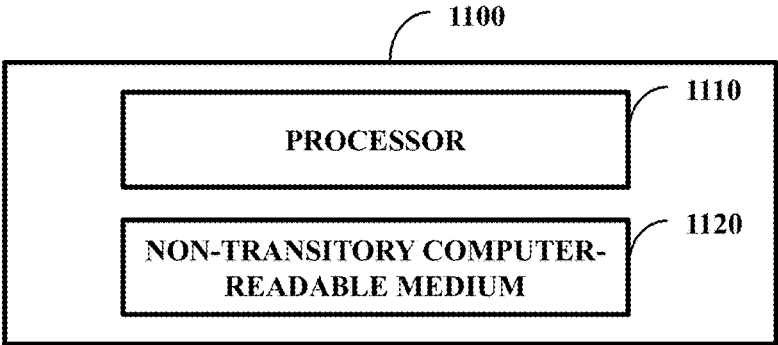 1100
1110
PROCESSOR
1120
NON-TRANSITORY COMPUTER-
READABLE MEDIUM